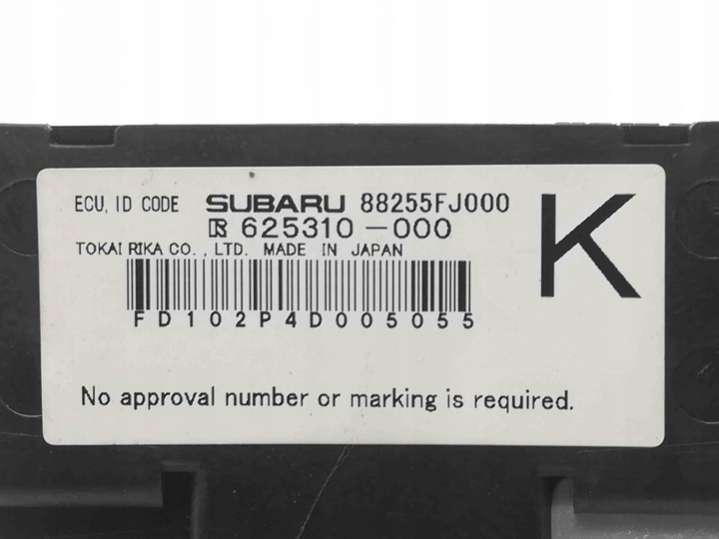 ECU, ID CODE SUBARU 88255FJ000
R 625310-000
TOKAI RIKA CO., LTD. MADE IN JAPAN
FD102P4D005055
K
No approval number or marking is required.